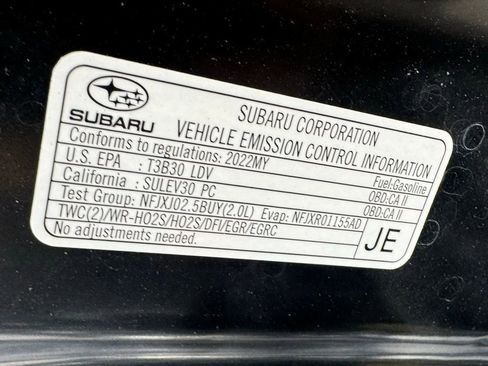 SUBARU
SUBARU CORPORATION
VEHICLE EMISSION CONTROL INFORMATION
Conforms to regulations: 2022MY Fuel:Gasoline
U.S. EPA : T3B30 LDV OBD-CA II
California : SULEV30 PC OBD-CA II
Test Group: NFJXJ02.5BUY(2.0L) Evap: NFJXR01155AD
TWC(2)/WR-HO2S/HO2S/DFI/EGR/EGRC
No adjustments needed.
JE